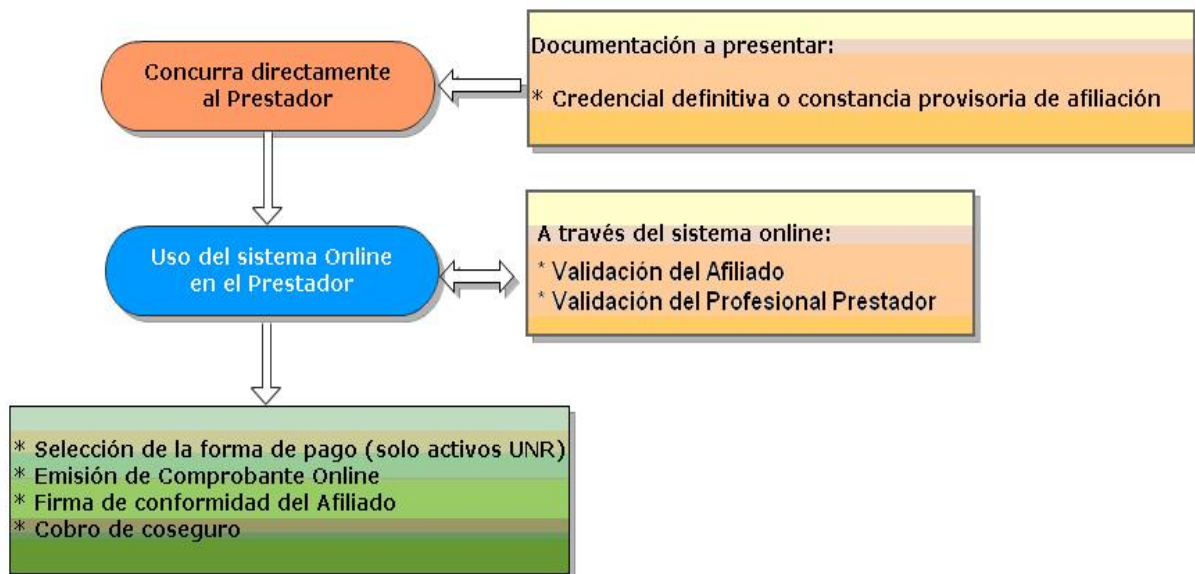 Concurra directamente
al Prestador
Documentación a presentar:
* Credencial definitiva o constancia provisoria de afiliación
Uso del sistema Online
en el Prestador
A través del sistema online:
* Validación del Afiliado
* Validación del Profesional Prestador
* Selección de la forma de pago (solo activos UNR)
* Emisión de Comprobante Online
* Firma de conformidad del Afiliado
* Cobro de coseguro